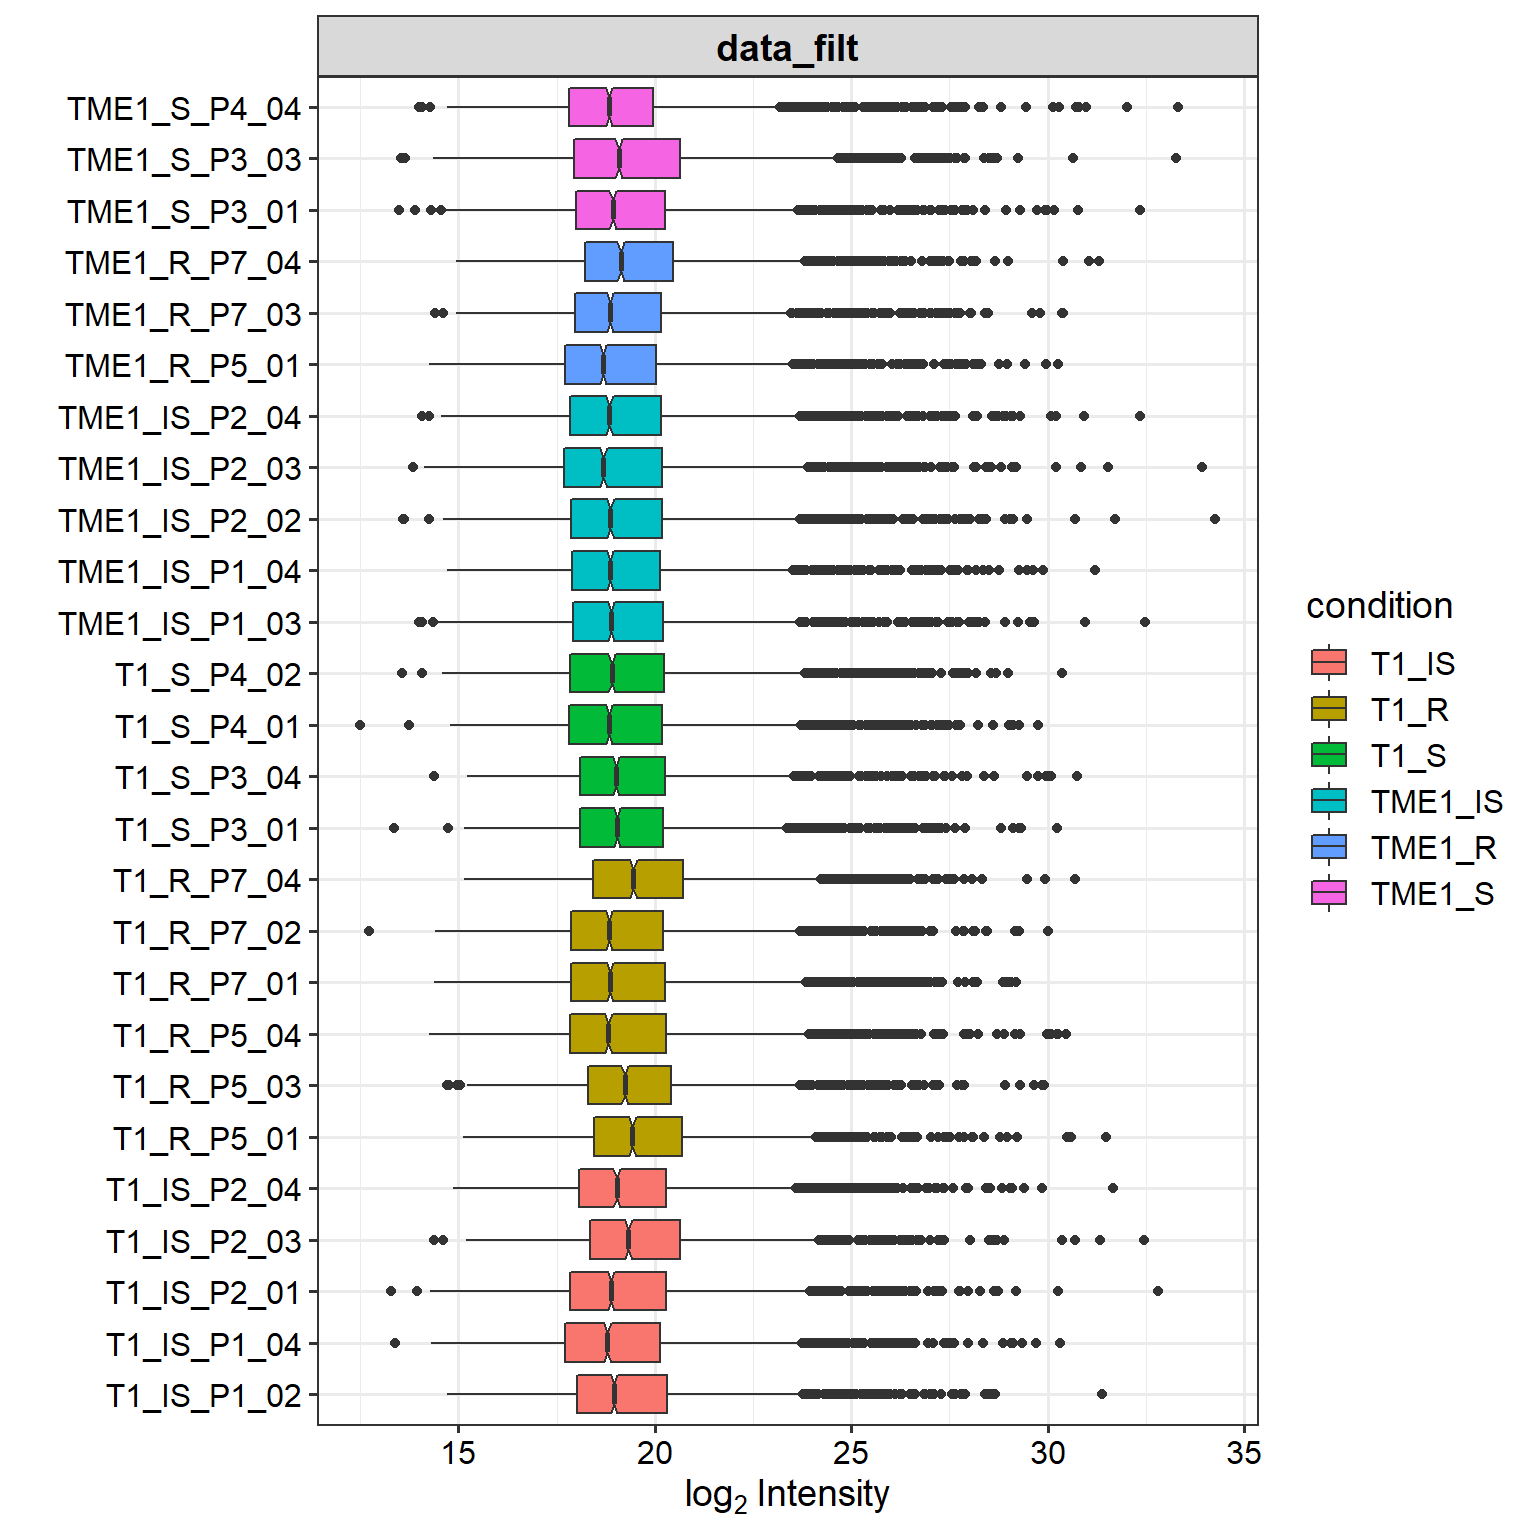 data_filt
TME1_S_P4_04
TME1_S_P3_03
TME1_S_P3_01
TME1_R_P7_04
TME1_R_P7_03
TME1_R_P5_01
TME1_IS_P2_04
TME1_IS_P2_03
TME1_IS_P2_02
TME1_IS_P1_04
TME1_IS_P1_03
T1_S_P4_02
T1_S_P4_01
T1_S_P3_04
T1_S_P3_01
T1_R_P7_04
T1_R_P7_02
T1_R_P7_01
T1_R_P5_04
T1_R_P5_03
T1_R_P5_01
T1_IS_P2_04
T1_IS_P2_03
T1_IS_P2_01
T1_IS_P1_04
T1_IS_P1_02
15 20 25 30 35
log₂ Intensity
condition
T1_IS
T1_R
T1_S
TME1_IS
TME1_R
TME1_S